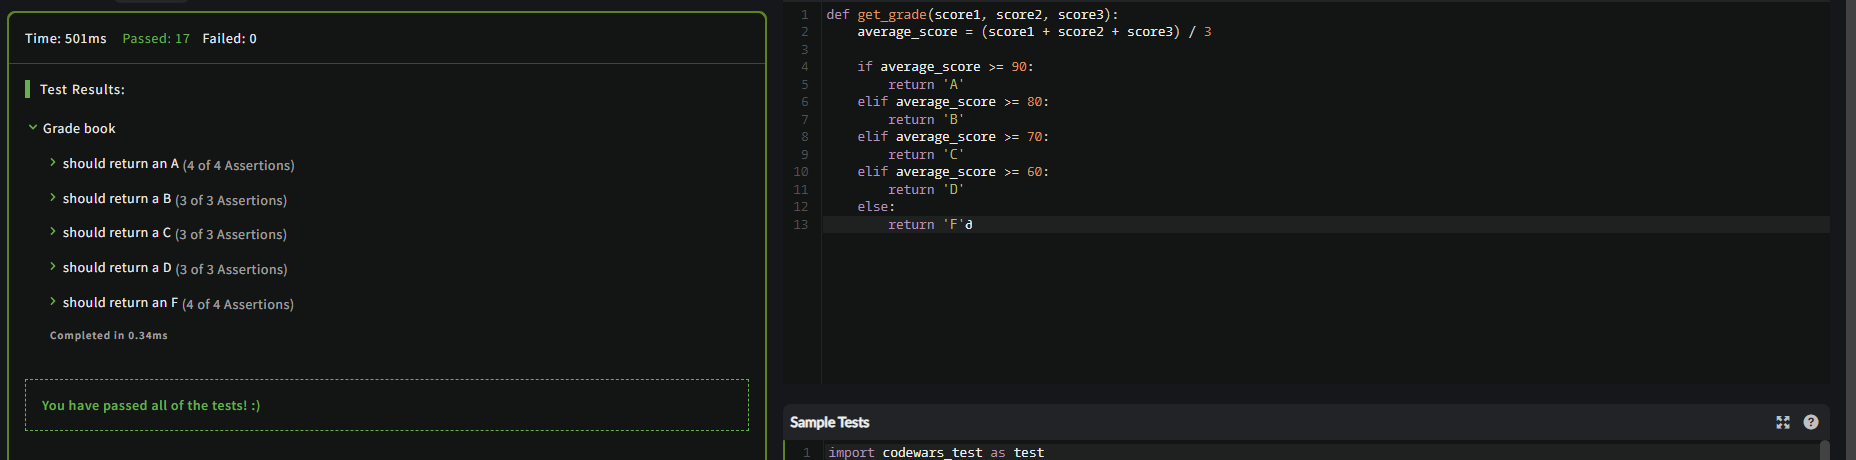 Time: 501ms Passed: 17 Failed: 0
Test Results:
Grade book
should return an A (4 of 4 Assertions)
should return a B (3 of 3 Assertions)
should return a C (3 of 3 Assertions)
should return a D (3 of 3 Assertions)
should return an F (4 of 4 Assertions)
Completed in 0.34ms
You have passed all of the tests! :)
1 def get_grade(score1, score2, score3):
2     average_score = (score1 + score2 + score3) / 3
3
4     if average_score >= 90:
5         return 'A'
6     elif average_score >= 80:
7         return 'B'
8     elif average_score >= 70:
9         return 'C'
10     elif average_score >= 60:
11         return 'D'
12     else:
13         return 'F'ծ
Sample Tests
1 import codewars_test as test